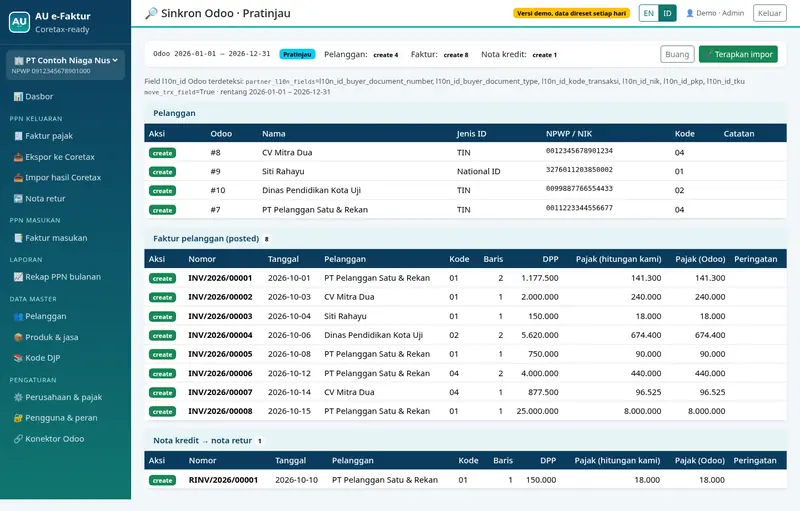 AU
AU e-Faktur
Coretax-ready
🏢 PT Contoh Niaga Nus
NPWP 0912345678901000
📊 Dasbor
PPN KELUARAN
🧾 Faktur pajak
📤 Ekspor ke Coretax
📥 Impor hasil Coretax
↩️ Nota retur
PPN MASUKAN
📑 Faktur masukan
LAPORAN
📈 Rekap PPN bulanan
DATA MASTER
👥 Pelanggan
📦 Produk & jasa
📚 Kode DJP
PENGATURAN
⚙️ Perusahaan & pajak
🔐 Pengguna & peran
🔗 Konektor Odoo
🔎 Sinkron Odoo · Pratinjau
Versi demo, data direset setiap hari
EN ID
👤 Demo · Admin
Keluar
Odoo 2026-01-01 — 2026-12-31 Pratinjau Pelanggan: create 4 Faktur: create 8 Nota kredit: create 1 Buang Terapkan impor
Field l10n_id Odoo terdeteksi: partner_l10n_fields=l10n_id_buyer_document_number, l10n_id_buyer_document_type, l10n_id_kode_transaksi, l10n_id_nik, l10n_id_pkp, l10n_id_tku
move_trx_field=True · rentang 2026-01-01 – 2026-12-31
Pelanggan
Aksi Odoo Nama Jenis ID NPWP / NIK Kode Catatan
create #8 CV Mitra Dua TIN 0012345678901234 04
create #9 Siti Rahayu National ID 3276011203850002 01
create #10 Dinas Pendidikan Kota Uji TIN 0099887766554433 02
create #7 PT Pelanggan Satu & Rekan TIN 0011223344556677 04
Faktur pelanggan (posted) 8
Aksi Nomor Tanggal Pelanggan Kode Baris DPP Pajak (hitungan kami) Pajak (Odoo) Peringatan
create INV/2026/00001 2026-10-01 PT Pelanggan Satu & Rekan 01 2 1.177.500 141.300 141.300
create INV/2026/00002 2026-10-03 CV Mitra Dua 01 1 2.000.000 240.000 240.000
create INV/2026/00003 2026-10-04 Siti Rahayu 01 1 150.000 18.000 18.000
create INV/2026/00004 2026-10-06 Dinas Pendidikan Kota Uji 02 2 5.620.000 674.400 674.400
create INV/2026/00005 2026-10-08 PT Pelanggan Satu & Rekan 01 1 750.000 90.000 90.000
create INV/2026/00006 2026-10-12 PT Pelanggan Satu & Rekan 04 2 4.000.000 440.000 440.000
create INV/2026/00007 2026-10-14 CV Mitra Dua 04 1 877.500 96.525 96.525
create INV/2026/00008 2026-10-15 PT Pelanggan Satu & Rekan 01 1 25.000.000 8.000.000 8.000.000
Nota kredit → nota retur 1
Aksi Nomor Tanggal Pelanggan Kode Baris DPP Pajak (hitungan kami) Pajak (Odoo) Peringatan
create RINV/2026/00001 2026-10-10 PT Pelanggan Satu & Rekan 01 1 150.000 18.000 18.000